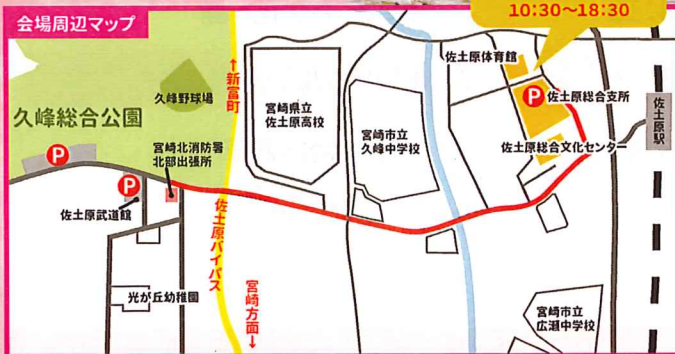 会場周辺マップ
10:30~18:30
↑新富町
佐土原体育館
久峰野球場
久峰総合公園
宮崎県立
佐土原高校
宮崎市立
久峰中学校
P
佐土原総合支所
佐土原駅
宮崎北消防署
北部出張所
佐土原総合文化センター
P
P
佐土原武道館
佐土原バイパス
光が丘幼稚園
宮崎方面↓
宮崎市立
広瀬中学校